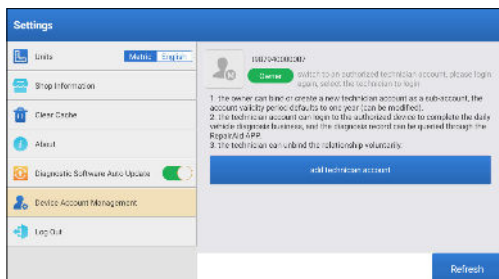 Settings
Units
Metric English
Shop Information
Clear Cache
About
Diagnostic Software Auto Update
Device Account Management
Log Out
Owner
switch to an authorized technician account, please login
again, select the technician to login
1. the owner can bind or create a new technician account as a sub-account, the
account validity period defaults to one year (can be modified).
2. the technician account can login to the authorized device to complete the daily
vehicle diagnosis business, and the diagnosis record can be queried through the
RepairAid APP.
3. the technician can unbind the relationship voluntarily.
add technician account
Refresh